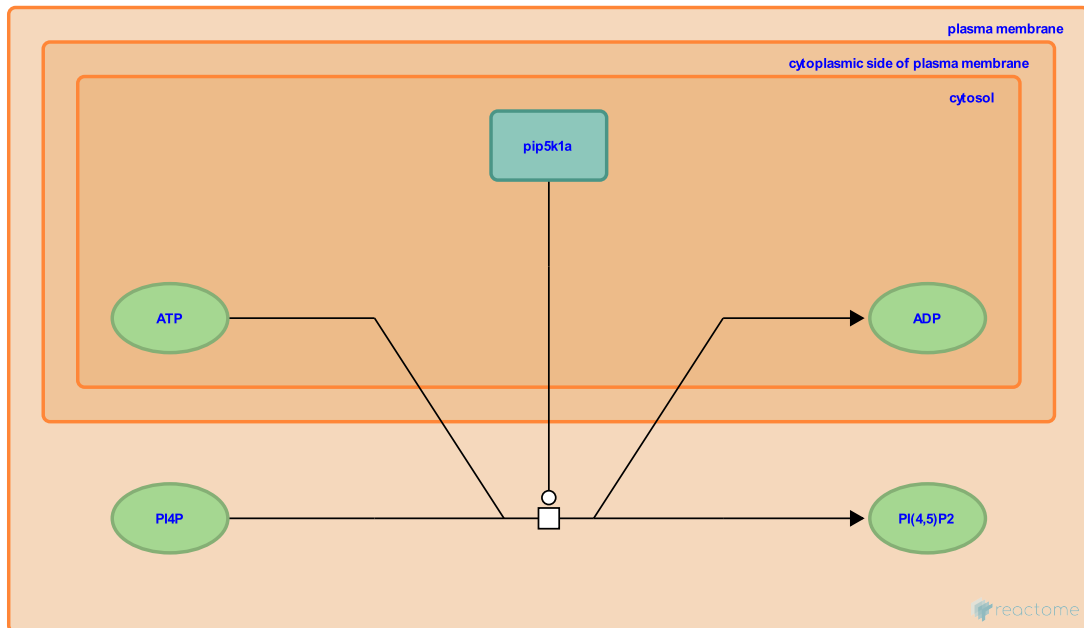 plasma membrane
cytoplasmic side of plasma membrane
cytosol
pip5k1a
ATP
ADP
PI4P
PI(4,5)P2
reactome